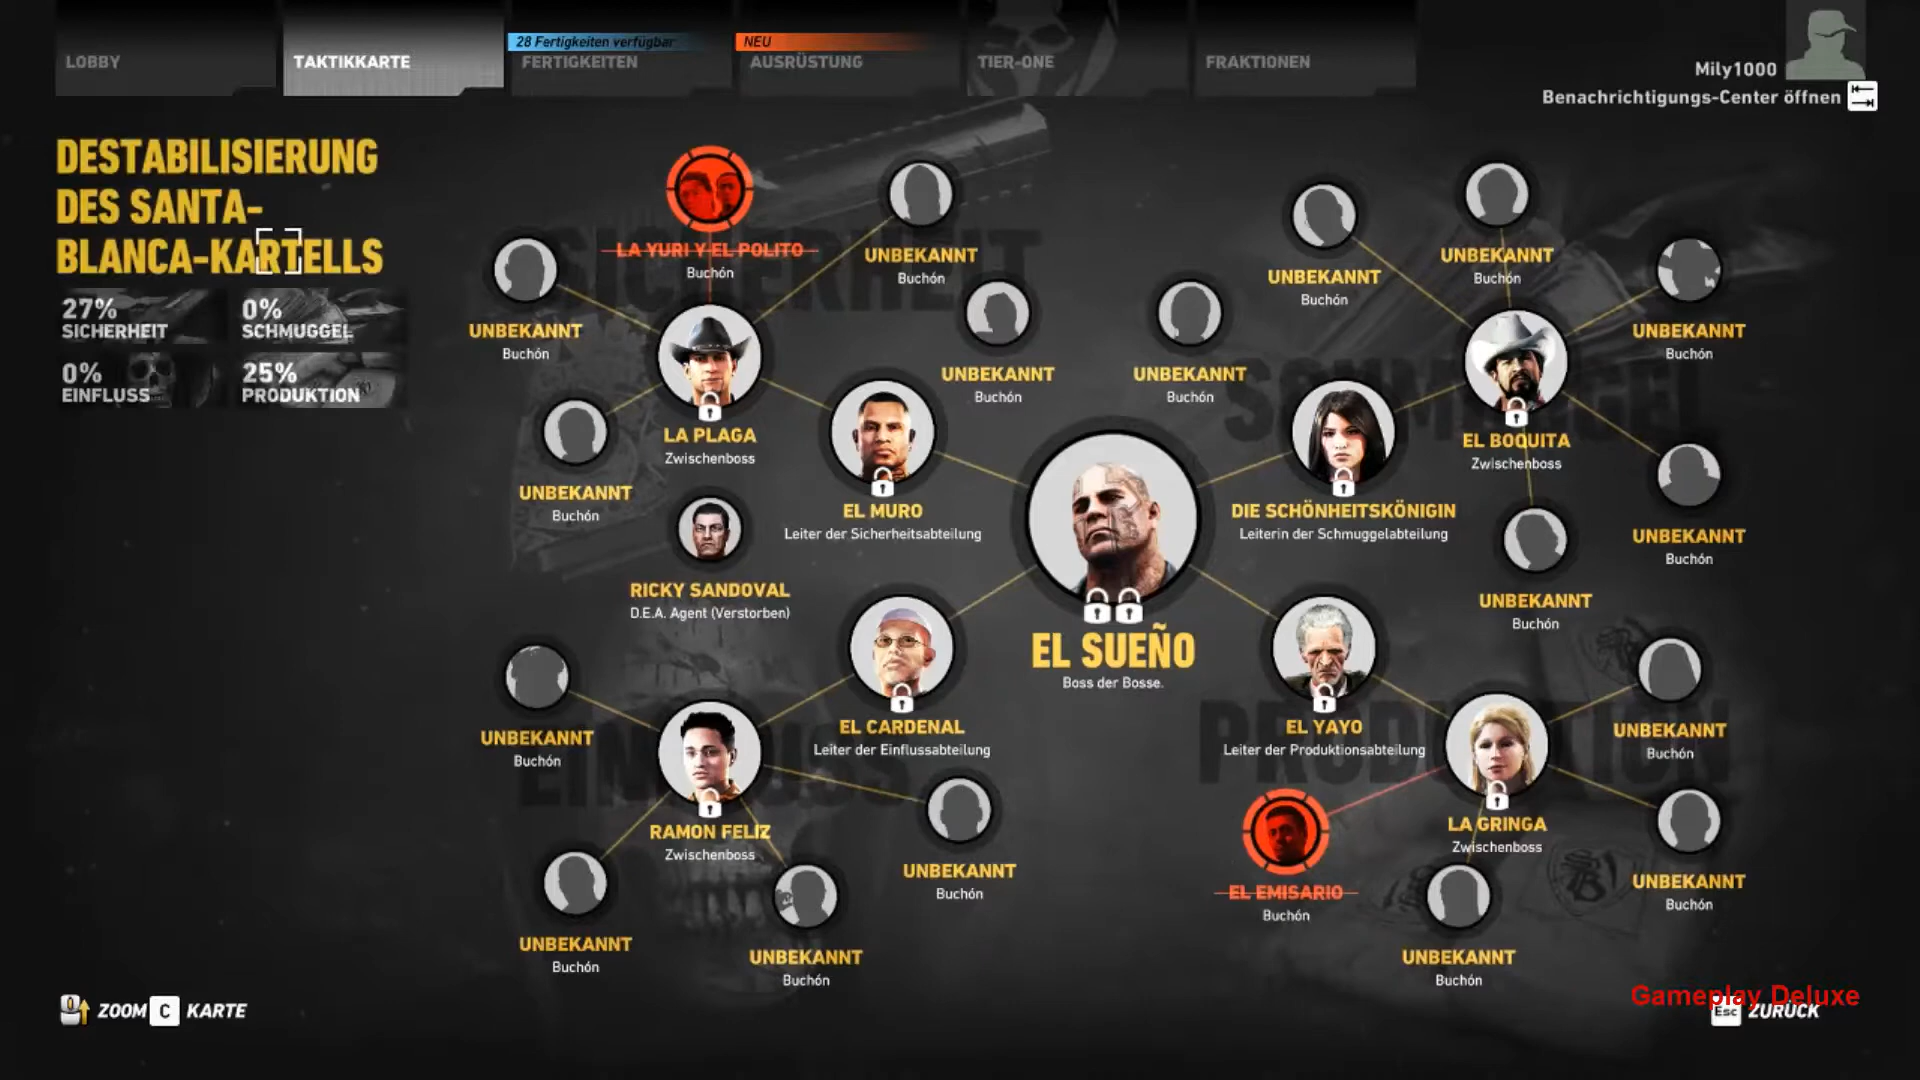 LOBBY
TAKTIKKARTE
28 Fertigkeiten verfügbar
FERTIGKEITEN
NEU
AUSRÜSTUNG
TIER-ONE
FRAKTIONEN
Mily1000
Benachrichtigungs-Center öffnen
DESTABILISIERUNG
DES SANTA-
BLANCA-KARTELLS
27%
SICHERHEIT
0%
SCHMUGGEL
0%
EINFLUSS
25%
PRODUKTION
SICHERHEIT
SCHMUGGEL
EINFLUSS
PRODUKTION
LA YURI Y EL POLITO
Buchón
UNBEKANNT
Buchón
UNBEKANNT
Buchón
UNBEKANNT
Buchón
UNBEKANNT
Buchón
LA PLAGA
Zwischenboss
EL MURO
Leiter der Sicherheitsabteilung
RICKY SANDOVAL
D.E.A. Agent (Verstorben)
UNBEKANNT
Buchón
UNBEKANNT
Buchón
UNBEKANNT
Buchón
UNBEKANNT
Buchón
EL BOQUITA
Zwischenboss
DIE SCHÖNHEITSKÖNIGIN
Leiterin der Schmuggelabteilung
UNBEKANNT
Buchón
UNBEKANNT
Buchón
EL SUEÑO
Boss der Bosse.
EL CARDENAL
Leiter der Einflussabteilung
UNBEKANNT
Buchón
RAMON FELIZ
Zwischenboss
UNBEKANNT
Buchón
UNBEKANNT
Buchón
UNBEKANNT
Buchón
EL YAYO
Leiter der Produktionsabteilung
UNBEKANNT
Buchón
LA GRINGA
Zwischenboss
EL EMISARIO
Buchón
UNBEKANNT
Buchón
UNBEKANNT
Buchón
ZOOM
C
KARTE
Gameplay Deluxe
Esc
ZURÜCK